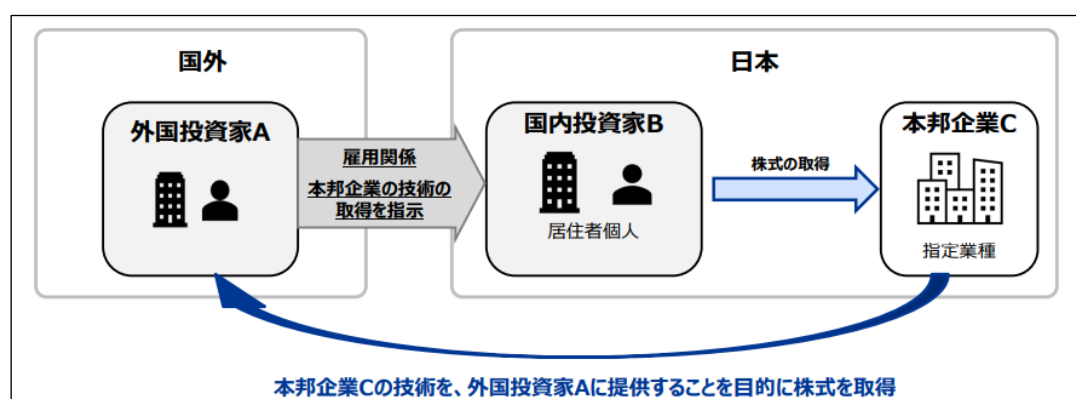 国外
日本
外国投資家A
雇用関係
本邦企業の技術の
取得を指示
国内投資家B
居住者個人
株式の取得
本邦企業C
指定業種
本邦企業Cの技術を、外国投資家Aに提供することを目的に株式を取得